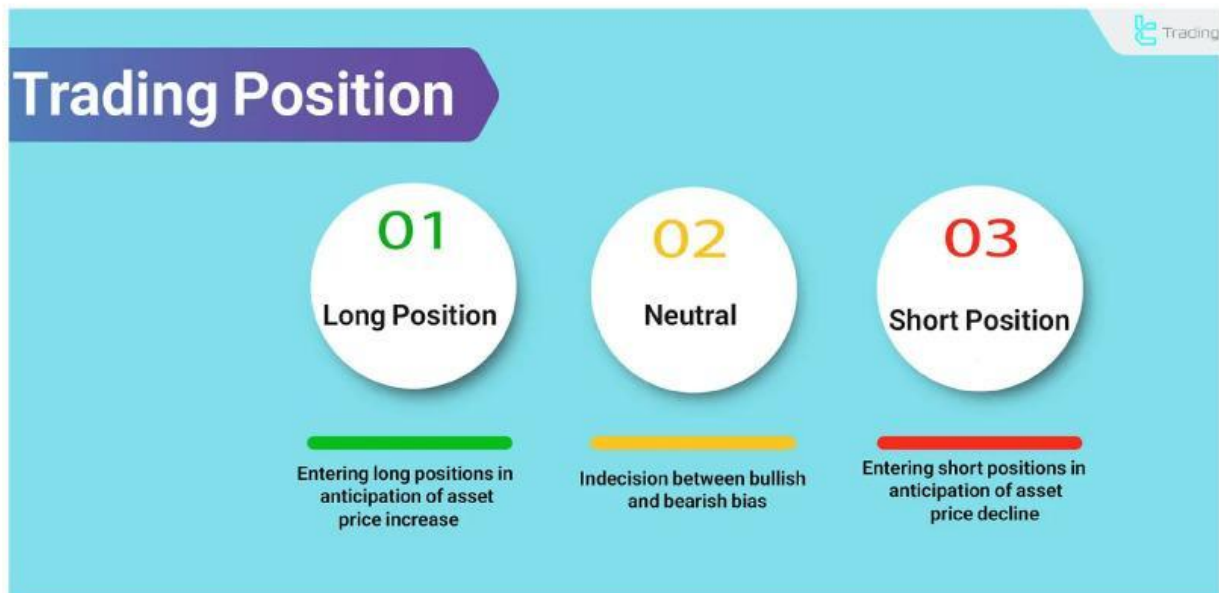 Trading
Trading Position
01
Long Position
Entering long positions in
anticipation of asset
price increase
02
Neutral
Indecision between bullish
and bearish bias
03
Short Position
Entering short positions in
anticipation of asset
price decline